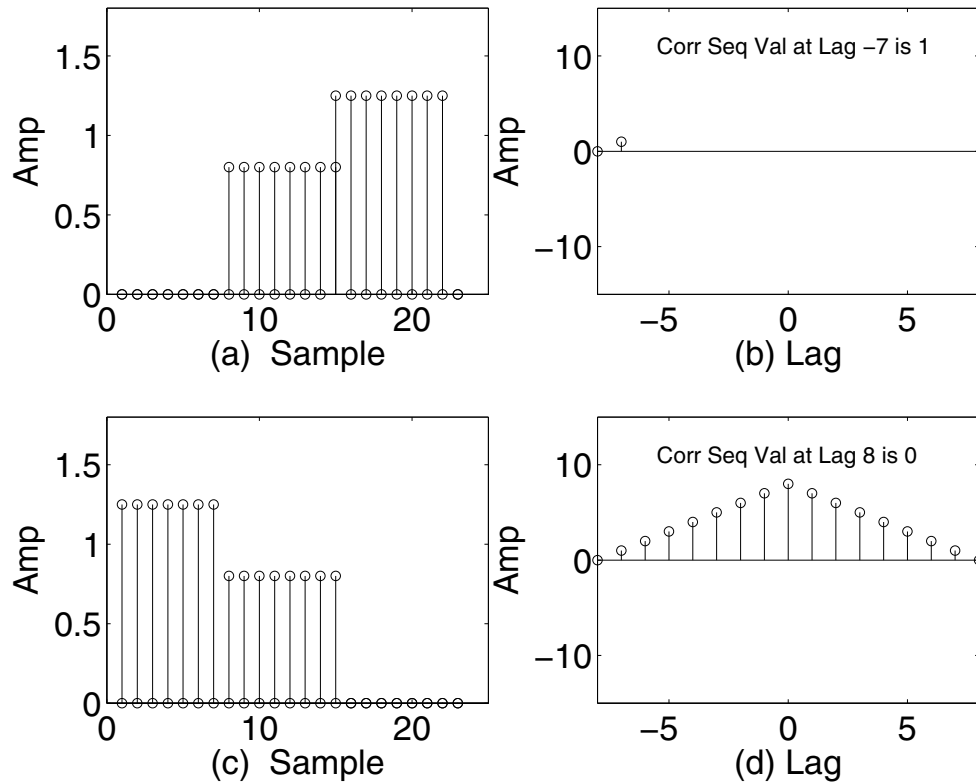 1.5
1
0.5
0
Amp
0
10
20
(a) Sample
10
0
−10
Amp
Corr Seq Val at Lag −7 is 1
−5
0
5
(b) Lag
1.5
1
0.5
0
Amp
0
10
20
(c) Sample
10
0
−10
Amp
Corr Seq Val at Lag 8 is 0
−5
0
5
(d) Lag